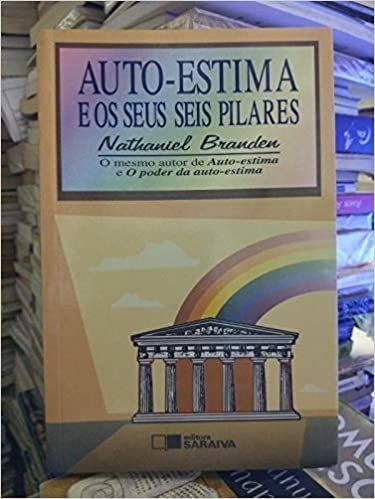 AUTO-ESTIMA
E OS SEUS SEIS PILARES
Nathaniel Branden
O mesmo autor de Auto-estima
e O poder da auto-estima
editora
SARAIVA